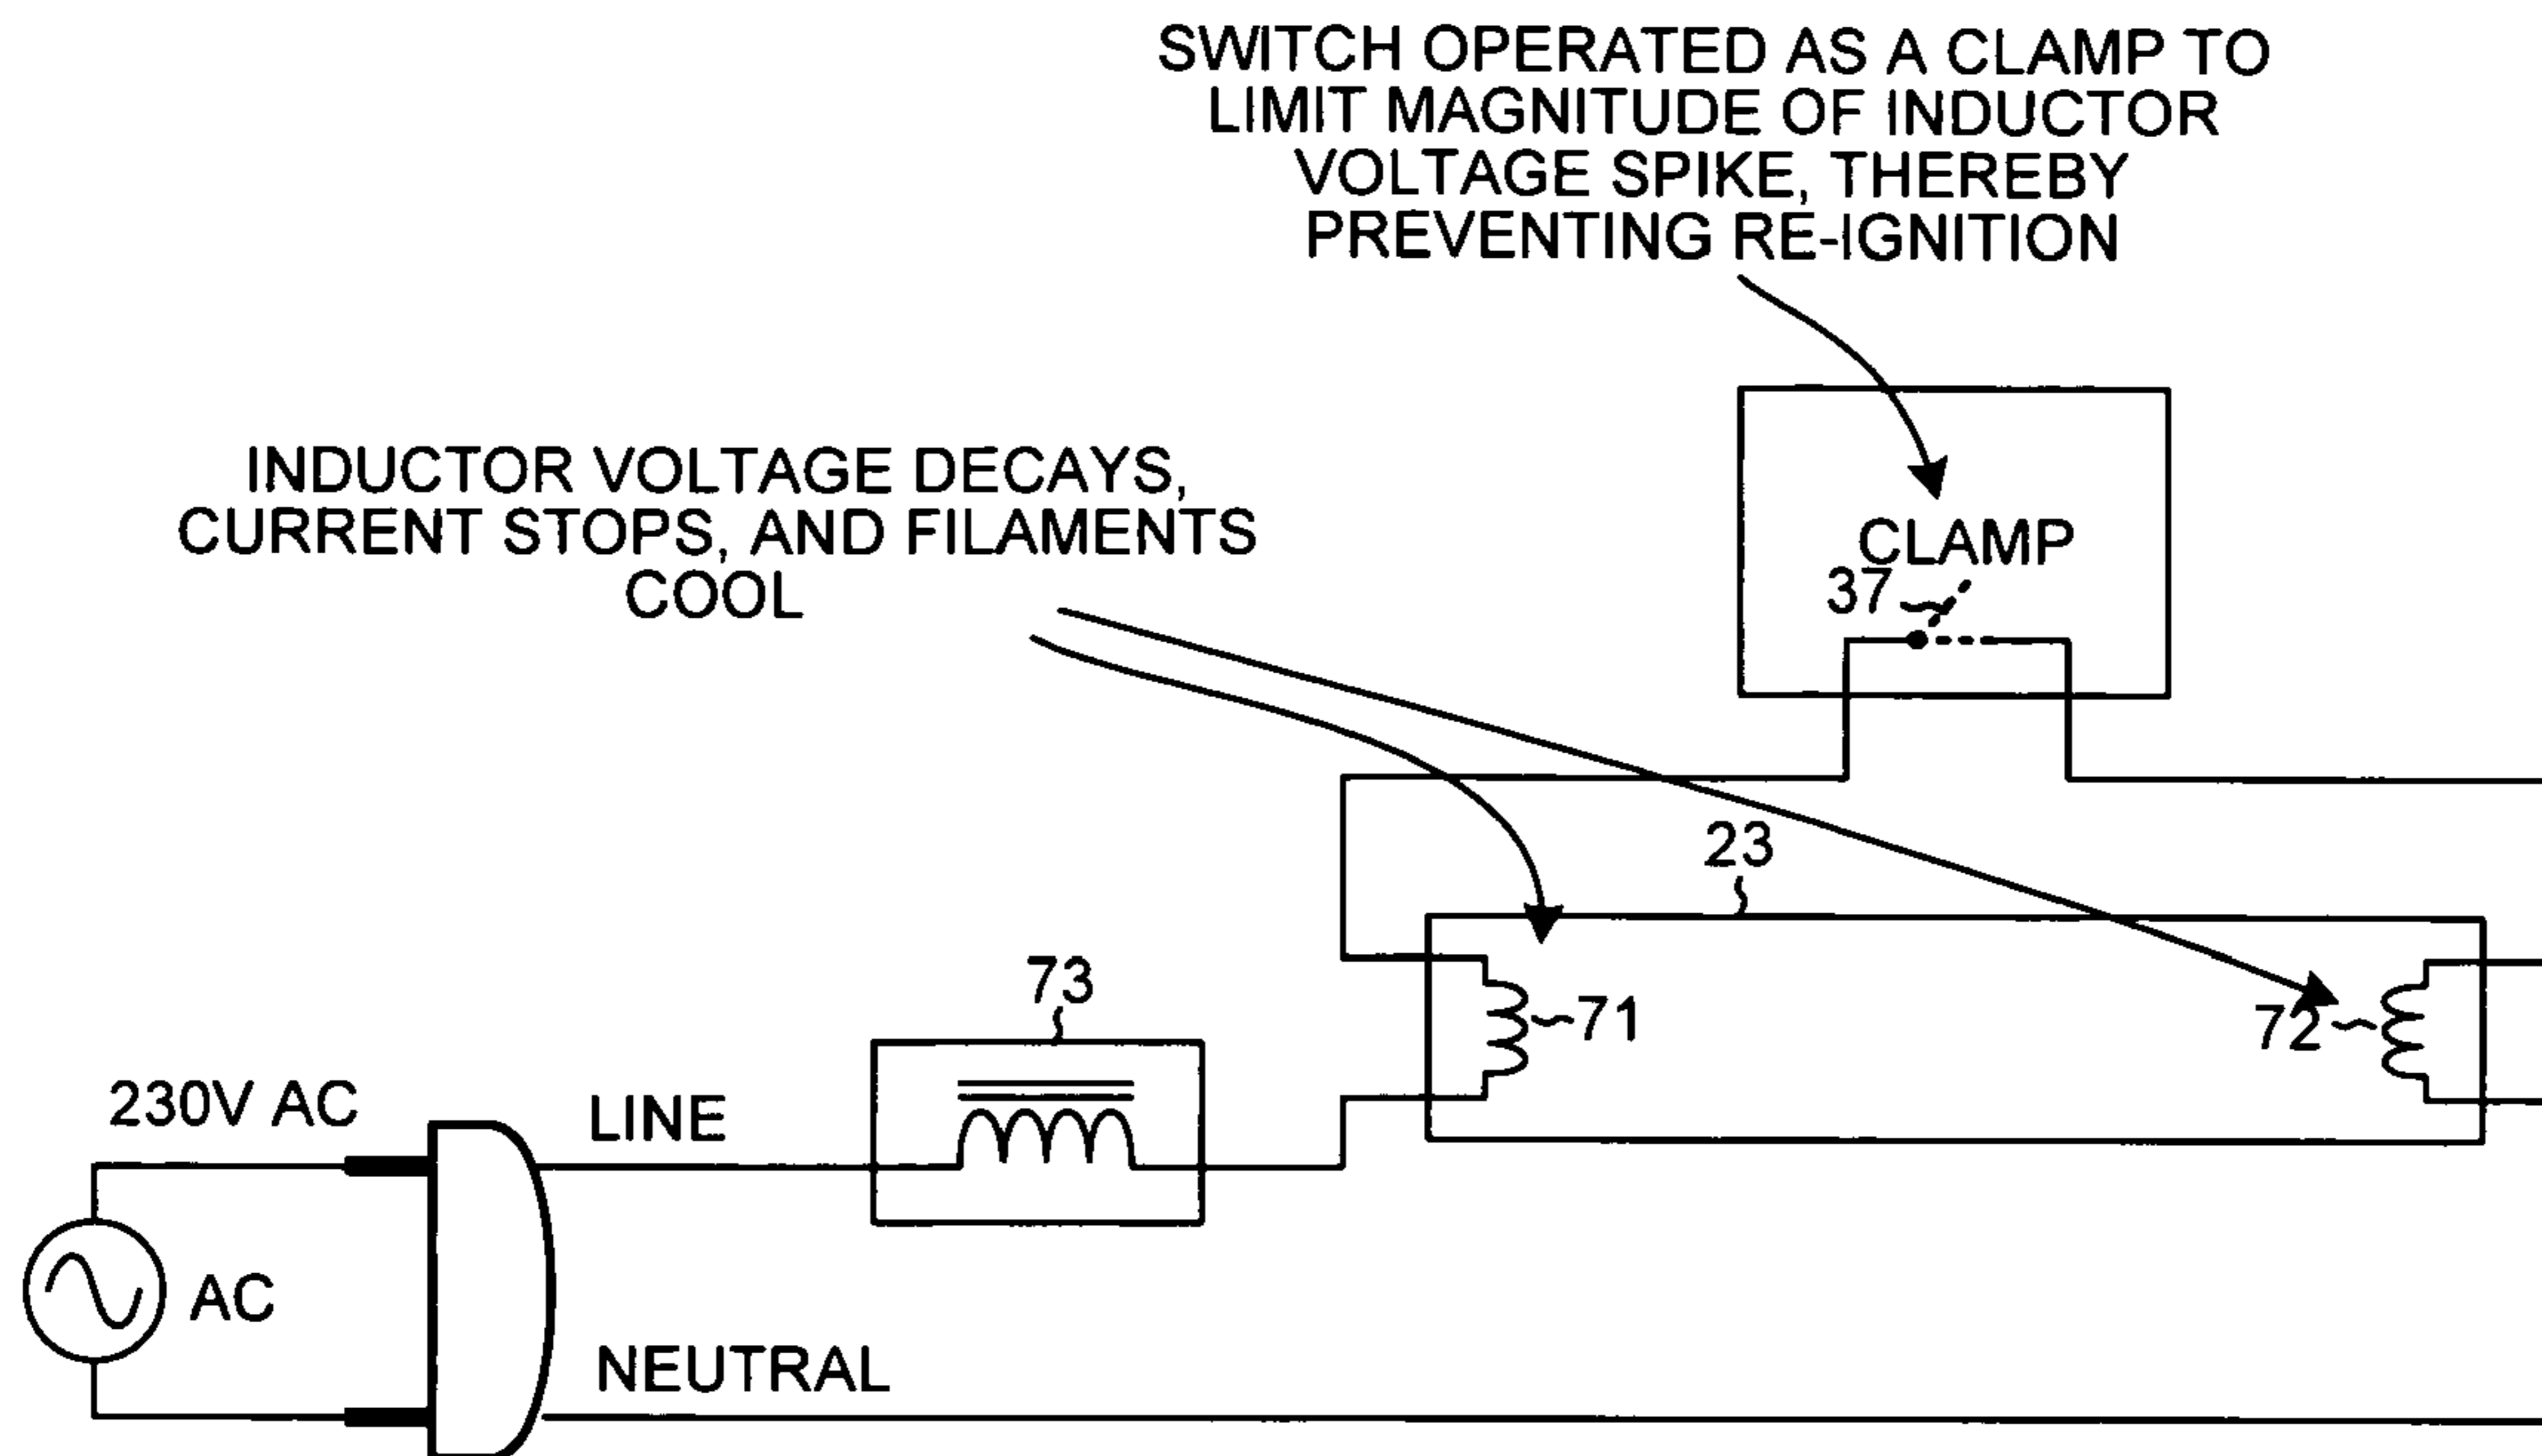 SWITCH OPERATED AS A CLAMP TO
LIMIT MAGNITUDE OF INDUCTOR
VOLTAGE SPIKE, THEREBY
PREVENTING RE-IGNITION
INDUCTOR VOLTAGE DECAYS,
CURRENT STOPS, AND FILAMENTS
COOL
CLAMP
37
23
73
71
72
230V AC
LINE
AC
NEUTRAL